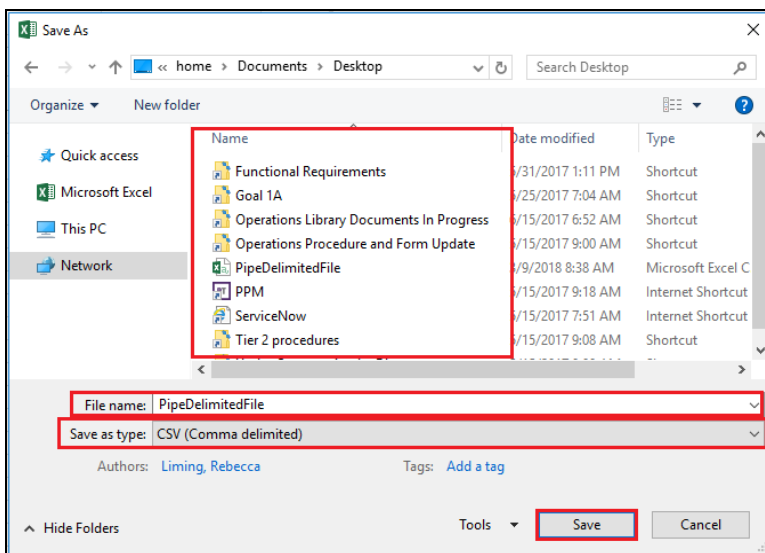 Save As
« home > Documents > Desktop
Search Desktop
Organize
New folder
Name
Date modified
Type
Quick access
Microsoft Excel
This PC
Network
Functional Requirements
/31/2017 1:11 PM
Shortcut
Goal 1A
/25/2017 7:04 AM
Shortcut
Operations Library Documents In Progress
/15/2017 6:52 AM
Shortcut
Operations Procedure and Form Update
/15/2017 9:00 AM
Shortcut
PipeDelimitedFile
/9/2018 8:38 AM
Microsoft Excel C
PPM
/15/2017 9:18 AM
Internet Shortcut
ServiceNow
/15/2017 7:51 AM
Internet Shortcut
Tier 2 procedures
/15/2017 9:08 AM
Shortcut
File name: PipeDelimitedFile
Save as type: CSV (Comma delimited)
Authors: Liming, Rebecca
Tags: Add a tag
Hide Folders
Tools
Save
Cancel